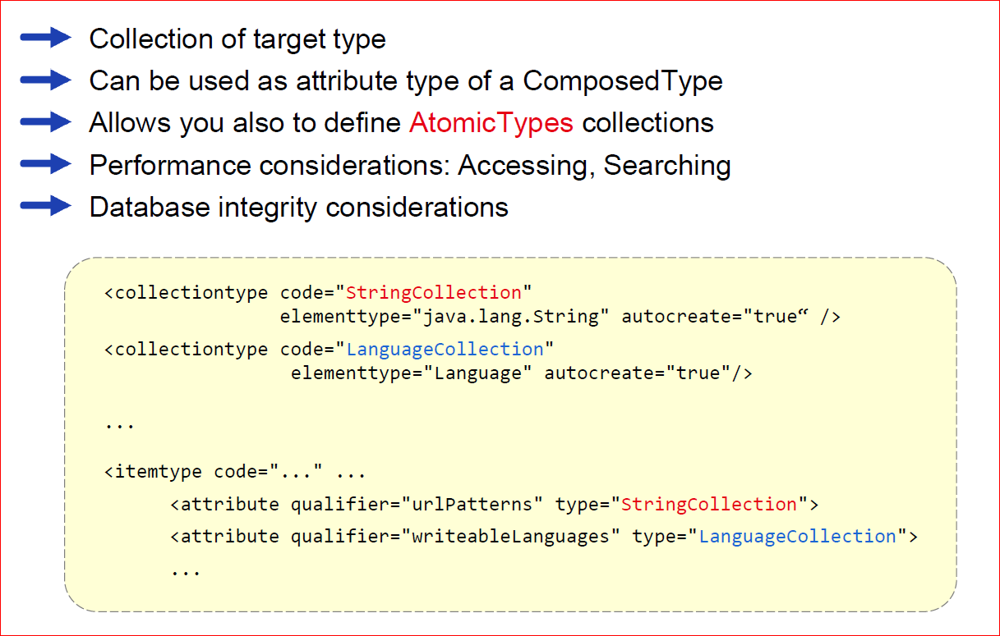 Collection of target type
Can be used as attribute type of a ComposedType
Allows you also to define AtomicTypes collections
Performance considerations: Accessing, Searching
Database integrity considerations
<collectiontype code="StringCollection"
elementtype="java.lang.String" autocreate="true“ />
<collectiontype code="LanguageCollection"
elementtype="Language" autocreate="true"/>
...
<itemtype code="..." ...
<attribute qualifier="urlPatterns" type="StringCollection">
<attribute qualifier="writeableLanguages" type="LanguageCollection">
...